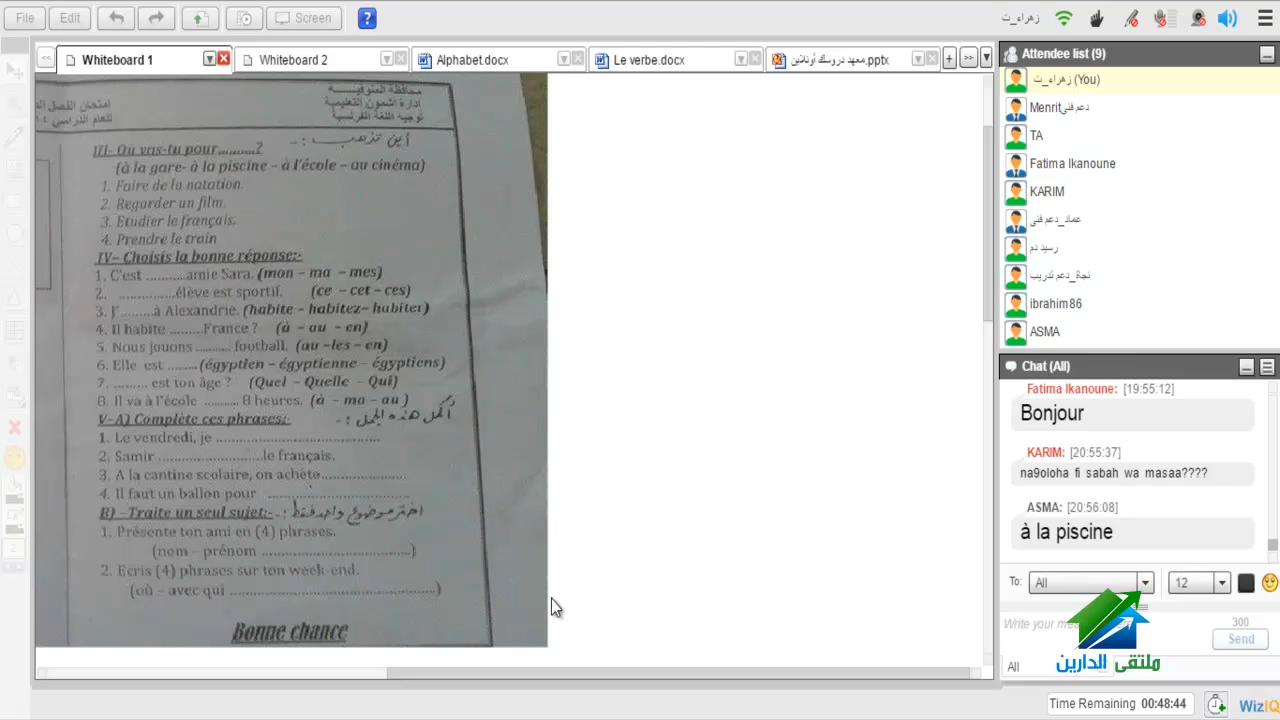 File
Edit
Screen
زهراء_ت
Whiteboard 1
Whiteboard 2
Alphabet.docx
Le verbe.docx
معهد دروسك أونلاين.pptx
محافظة المنوفية
إدارة أشمون التعليمية
توجيه اللغة الفرنسية
امتحان الفصل
للعام الدراسي
III- Ou vas-tu pour..........?
أين تذهب :-
(à la gare- à la piscine – à l'école – au cinéma)
1. Faire de la natation.
2. Regarder un film.
3. Etudier le français.
4. Prendre le train
IV– Choisis la bonne réponse:-
1. C'est .........amie Sara. (mon – ma – mes)
2. ..............élève est sportif. (ce – cet – ces)
3. J' ........à Alexandrie. (habite – habitez- habiter)
4. Il habite ........France ? (à – au – en)
5. Nous jouons ......... football. (au –les – en)
6. Elle est .......(égyptien – égyptienne – égyptiens)
7. ......... est ton âge ? (Quel – Quelle – Qui)
8. Il va à l'école ......... 8 heures. (à – ma – au )
V-A) Complète ces phrases:-
أكمل هذه الجمل :-
1. Le vendredi, je .............................................
2. Samir ............................le français.
3. A la cantine scolaire, on achète.......................
4. Il faut un ballon pour .......................................
B) –Traite un seul sujet:-
اختر موضوع واحد فقط :-
1. Présente ton ami en (4) phrases.
(nom – prénom .........................................)
2. Ecris (4) phrases sur ton week-end.
(où – avec qui .........................................................)
Bonne chance
Attendee list (9)
زهراء_ت (You)
Menrit دعم فني
TA
Fatima Ikanoune
KARIM
عماد_دعم فني
رسيد دم
نجاة_دعم تدريب
ibrahim86
ASMA
Chat (All)
Fatima Ikanoune: [19:55:12]
Bonjour
KARIM: [20:55:37]
na9oloha fi sabah wa masaa????
ASMA: [20:56:08]
à la piscine
To:
All
12
300
Send
All
ملتقى الدارين
Time Remaining 00:48:44
WizIQ